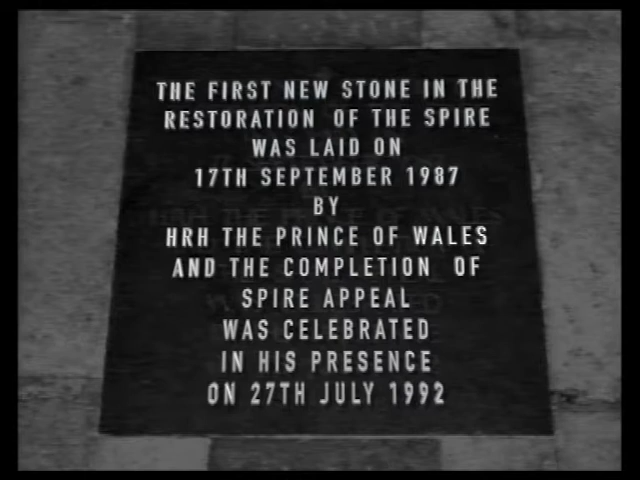 THE FIRST NEW STONE IN THE
RESTORATION OF THE SPIRE
WAS LAID ON
17TH SEPTEMBER 1987
BY
HRH THE PRINCE OF WALES
AND THE COMPLETION OF
SPIRE APPEAL
WAS CELEBRATED
IN HIS PRESENCE
ON 27TH JULY 1992